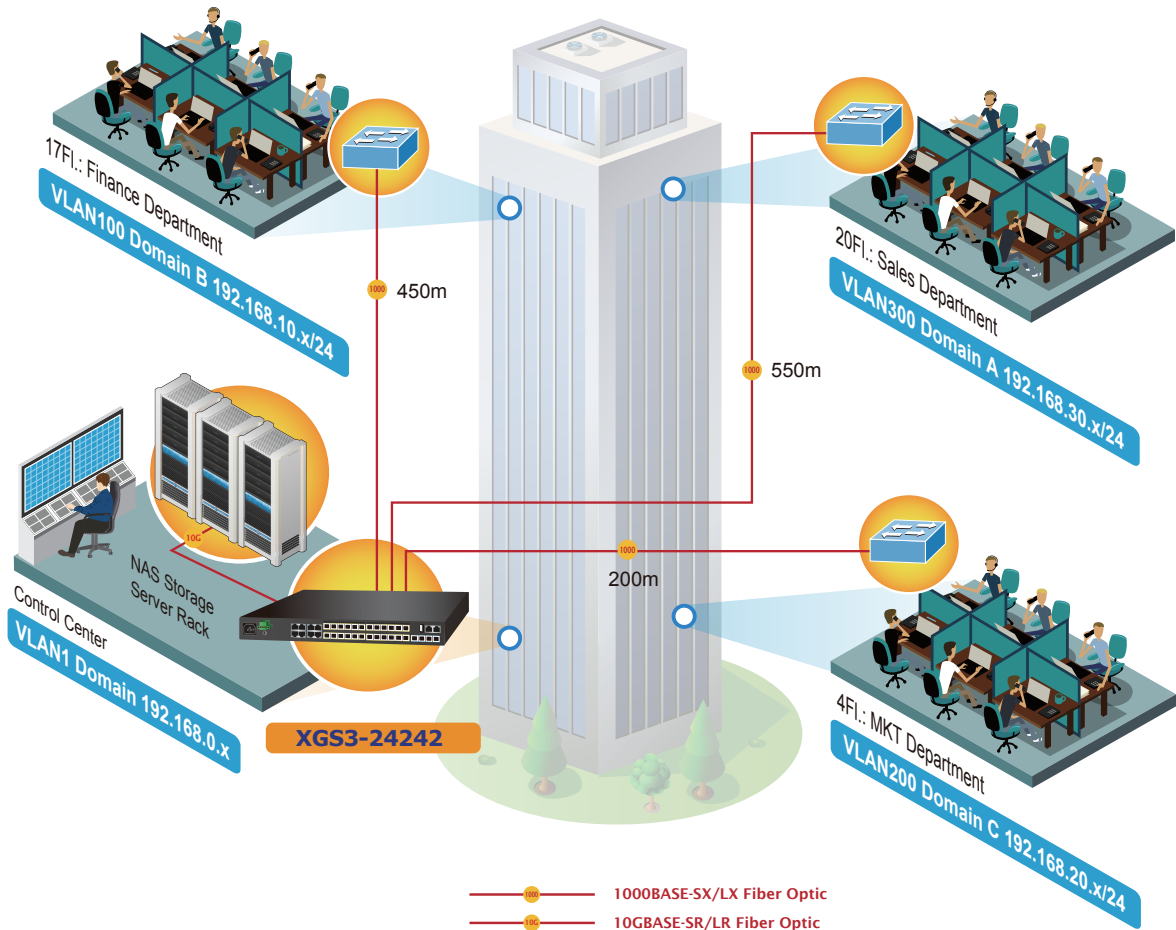 17Fl.: Finance Department
VLAN100 Domain B 192.168.10.x/24
1000
450m
20Fl.: Sales Department
VLAN300 Domain A 192.168.30.x/24
1000
550m
10G
NAS Storage
Server Rack
Control Center
VLAN1 Domain 192.168.0.x
XGS3-24242
1000
200m
4Fl.: MKT Department
VLAN200 Domain C 192.168.20.x/24
1000 1000BASE-SX/LX Fiber Optic
10G 10GBASE-SR/LR Fiber Optic